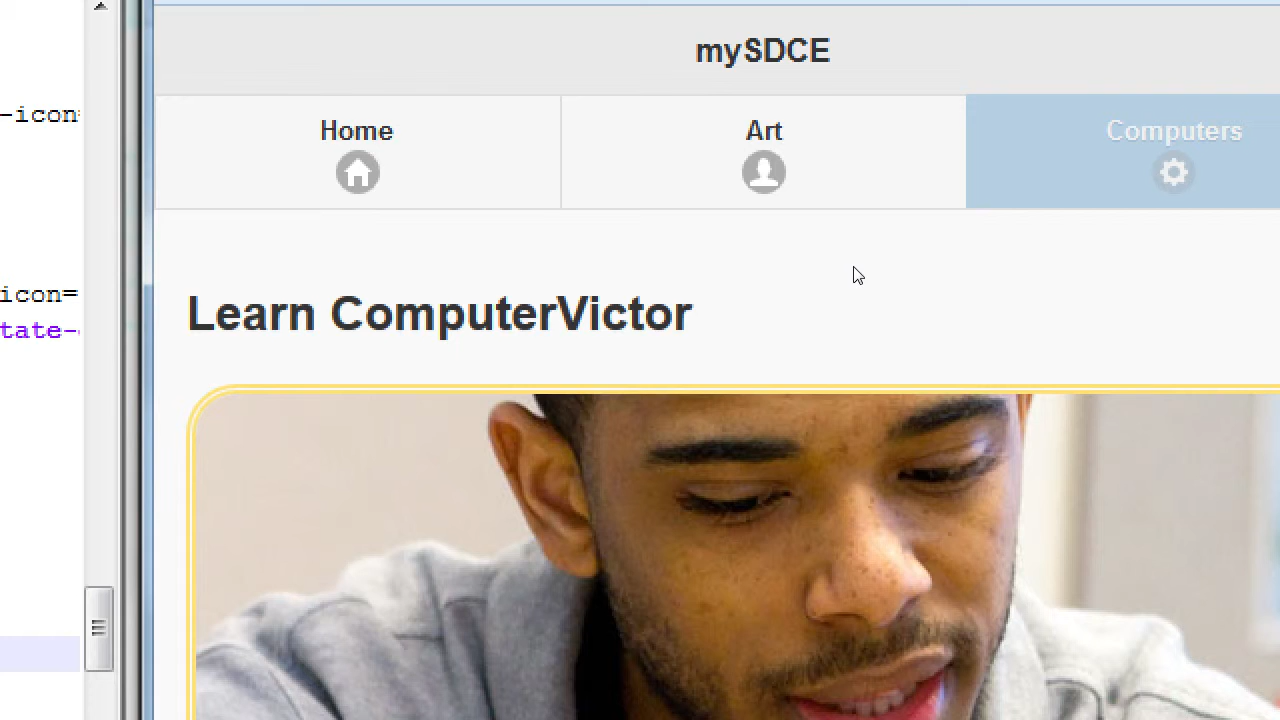 mySDCE
-icon
Home
Art
Computers
icon=
Learn ComputerVictor
tate-